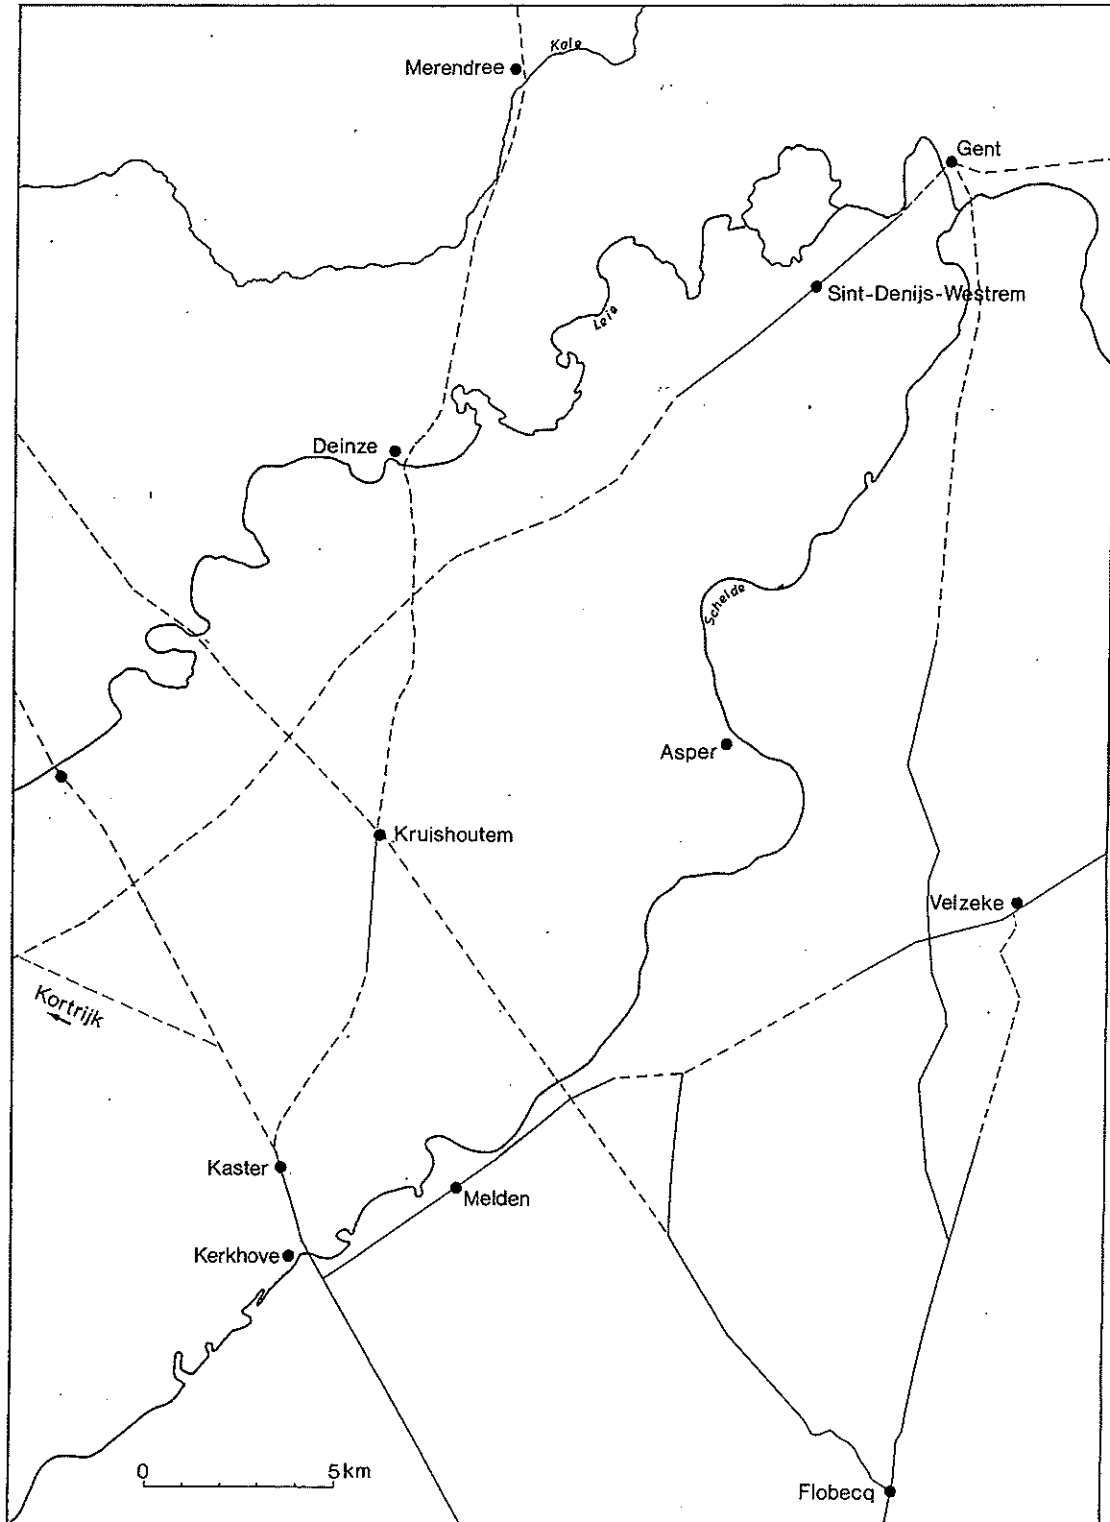 Kale
Merendree
Gent
Sint-Denijs-Westrem
Leie
Deinze
Schelde
Asper
Kruishoutem
Velzeke
Kortrijk
Kaster
Melden
Kerkhove
0 5km
Flobecq